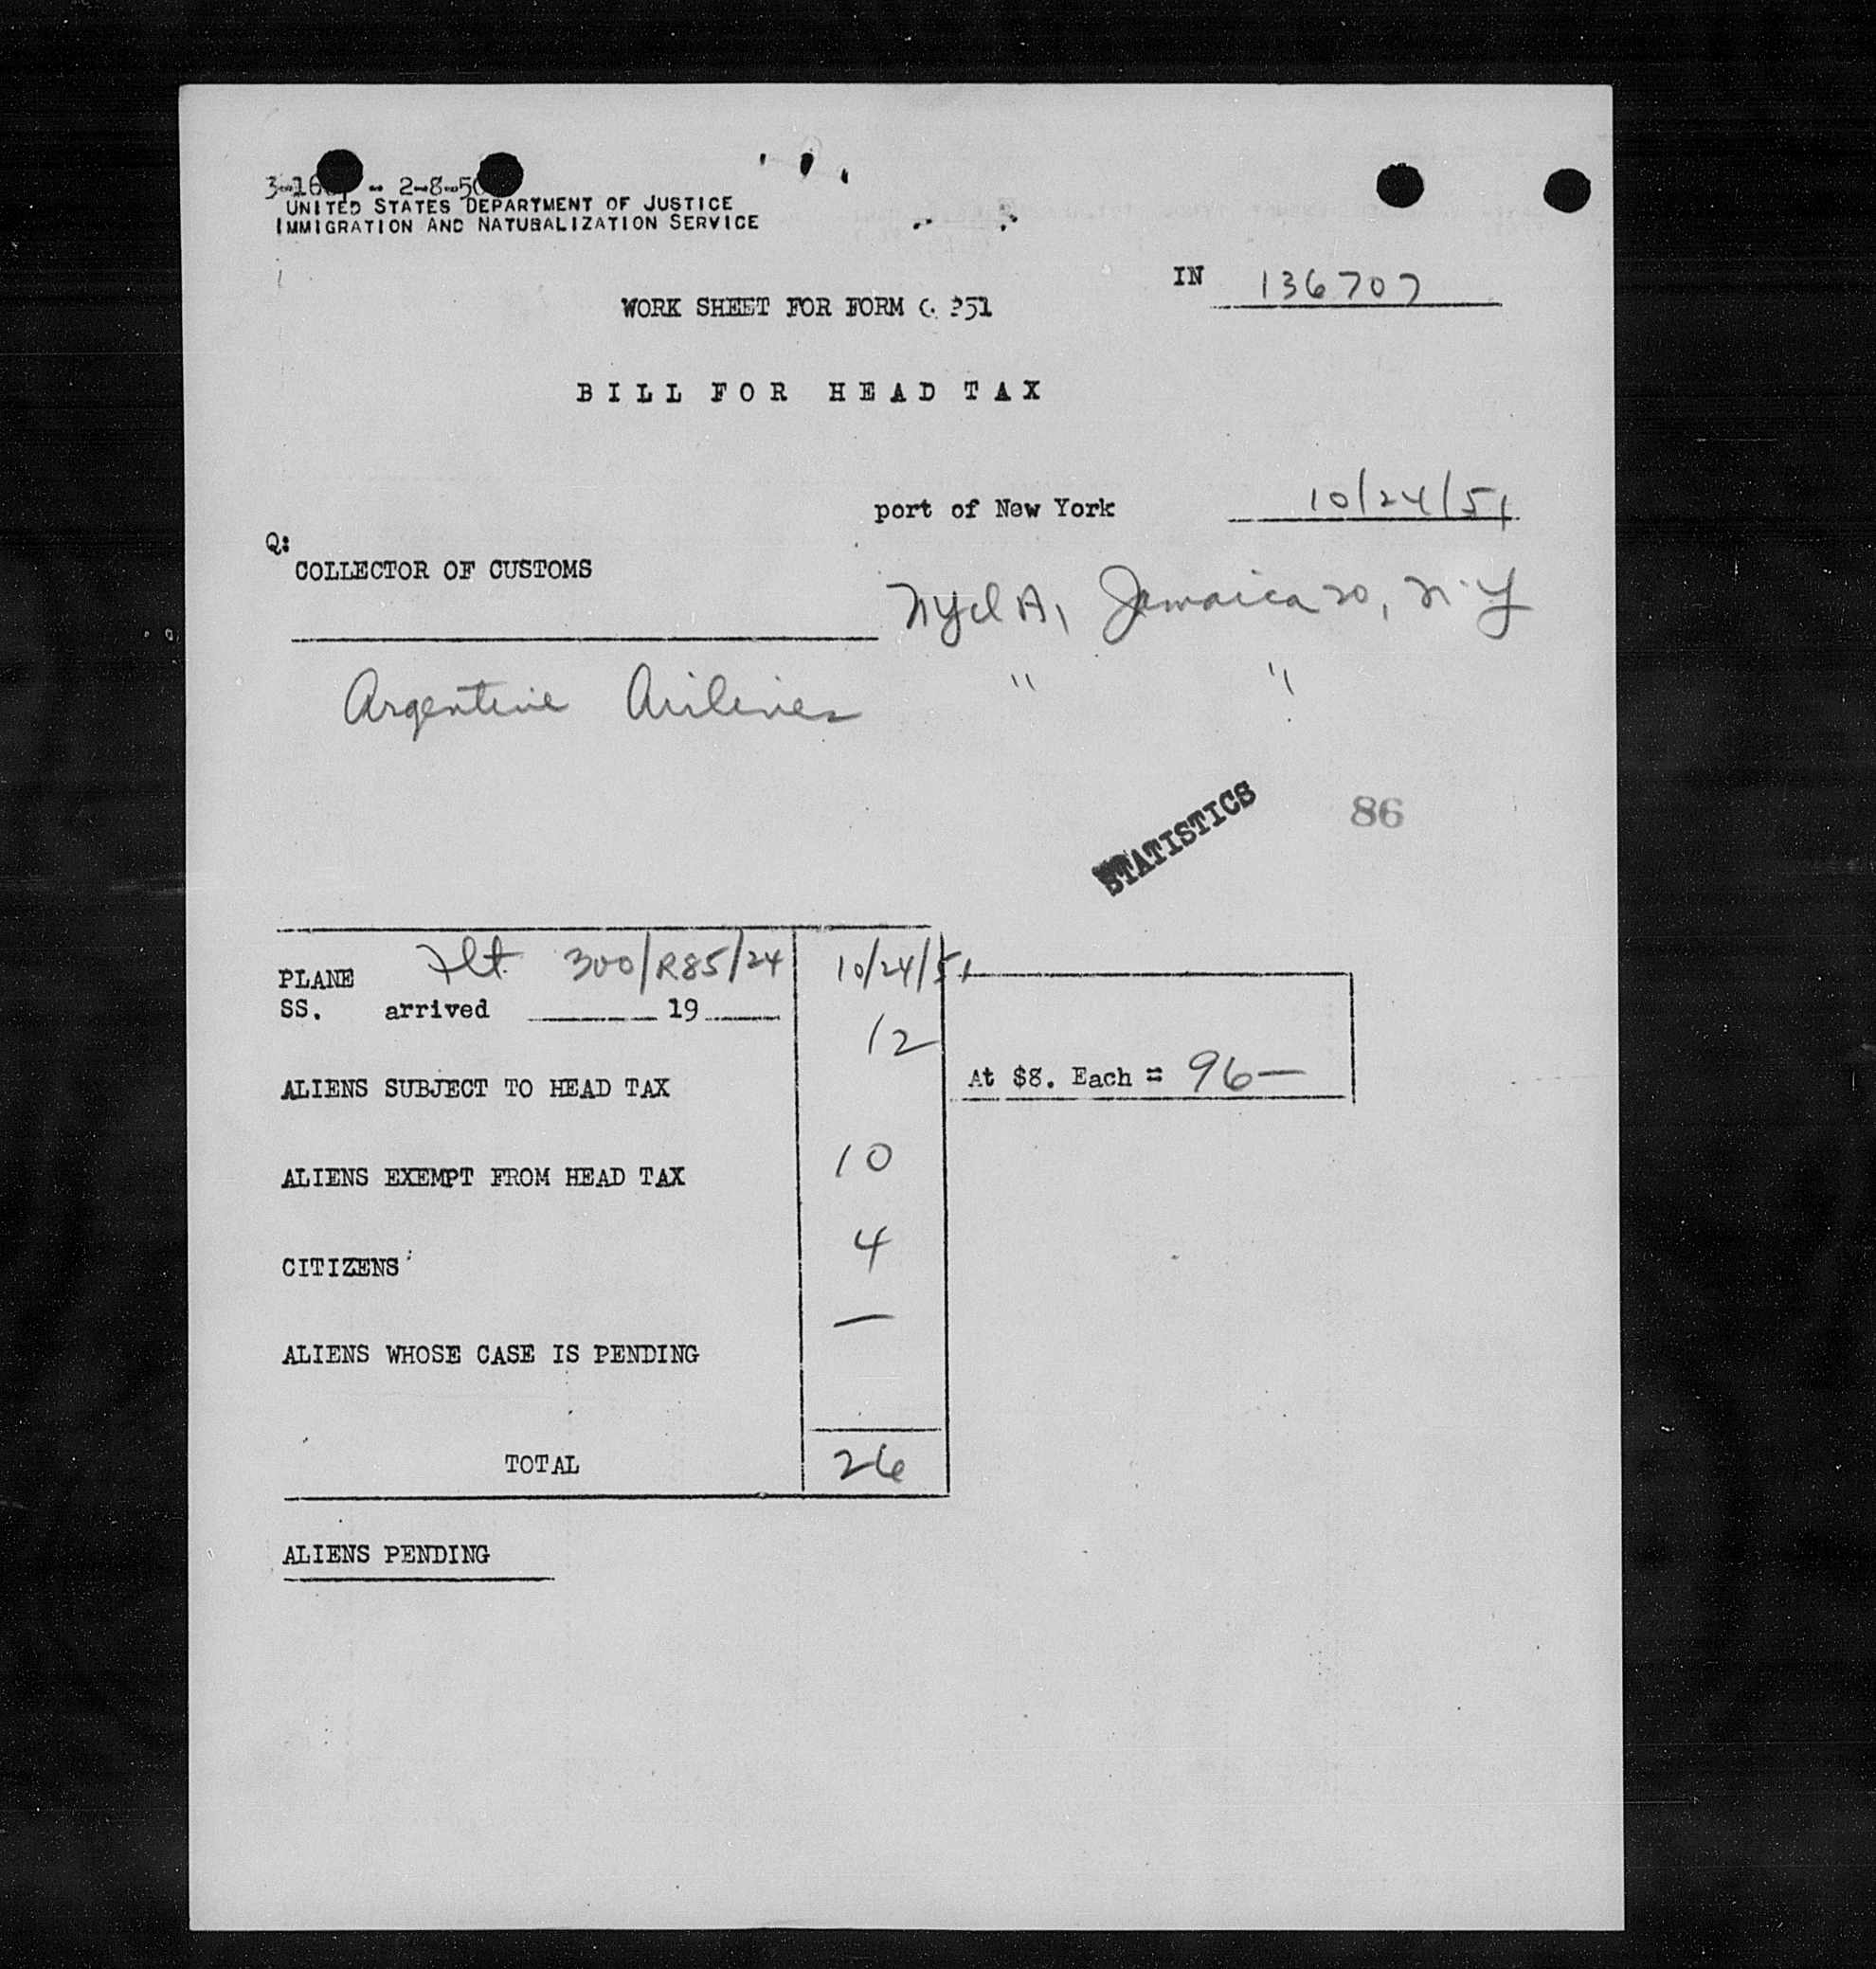 - 2-8-50
UNITED STATES DEPARTMENT OF JUSTICE
IMMIGRATION AND NATURALIZATION SERVICE
IN 136707
WORK SHEET FOR FORM 51
BILL FOR HEAD TAX
port of New York 10/24/51
Q:
COLLECTOR OF CUSTOMS
Jamaica 20, N.Y
Argentine Airlines " "
STATISTICS 86
PLANE Flt. 300/R85/24 10/24/51
SS. arrived 19
12
ALIENS SUBJECT TO HEAD TAX
At $8. Each = 96—
10
ALIENS EXEMPT FROM HEAD TAX
4
CITIZENS
—
ALIENS WHOSE CASE IS PENDING
TOTAL 26
ALIENS PENDING